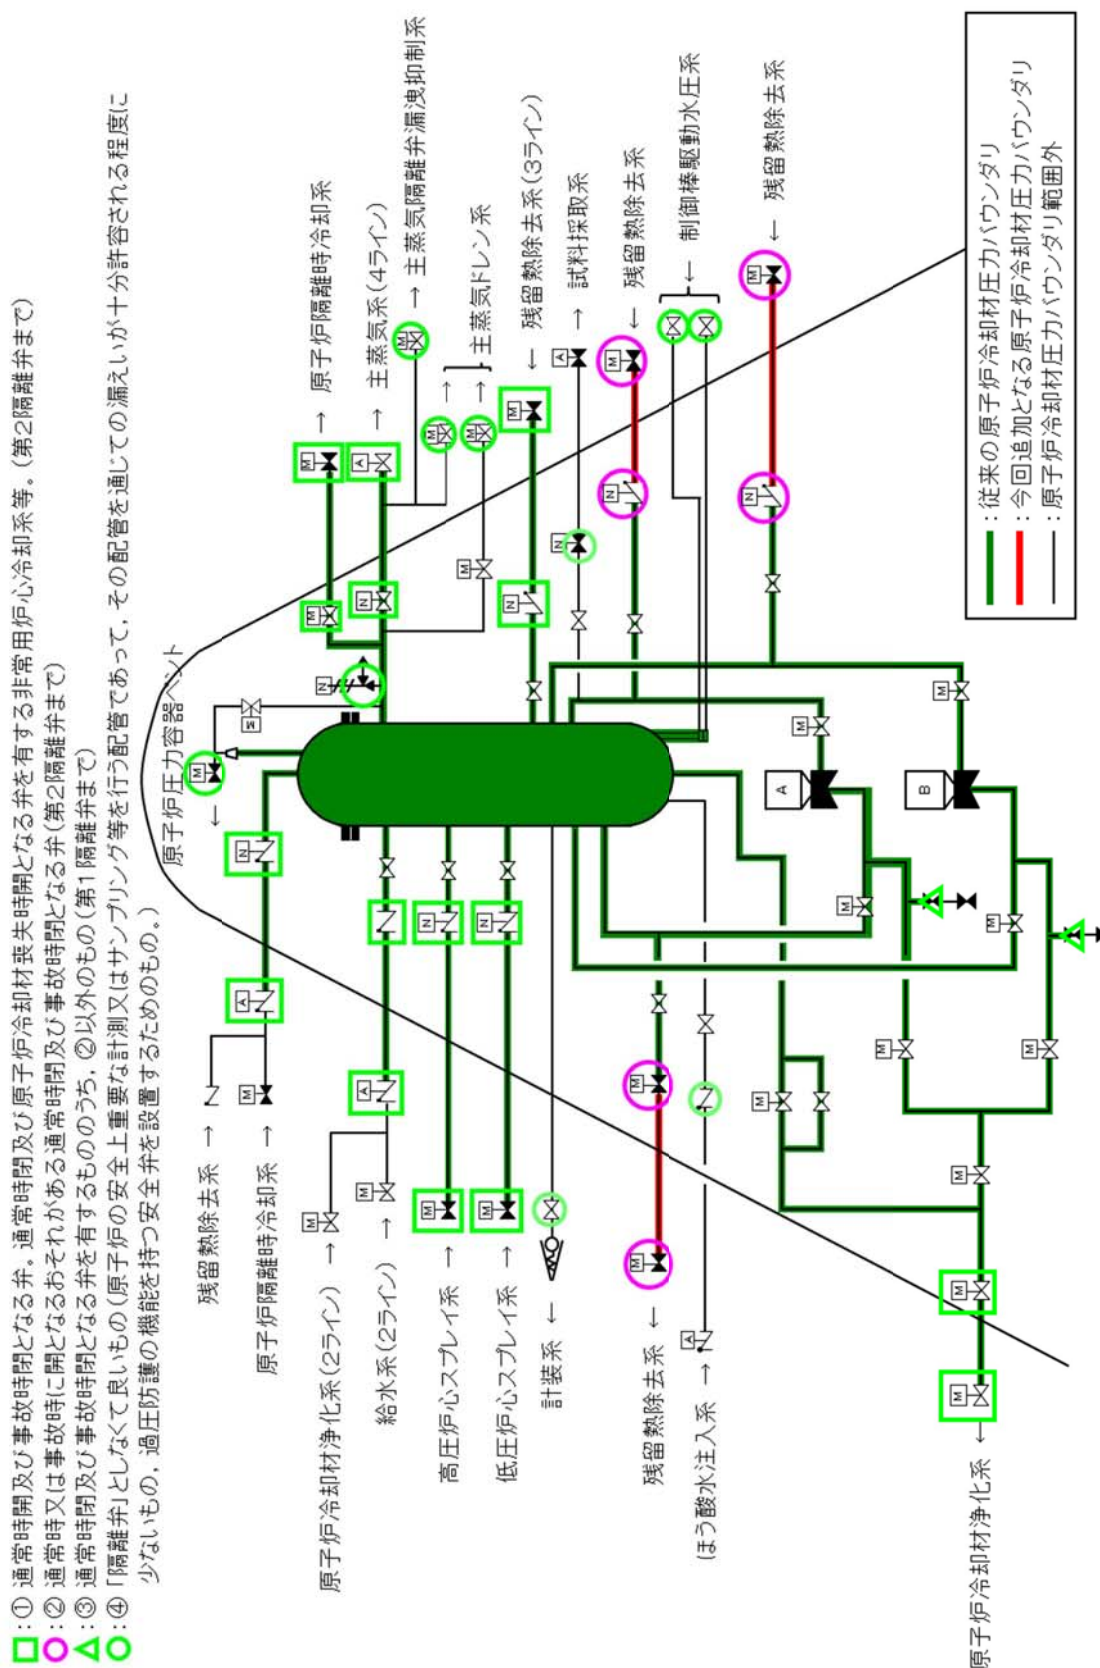 □:① 通常時開及び事故時閉となる弁。通常時閉及び原子炉冷却材喪失時開となる弁を有する非常用炉心冷却系等。(第2隔離弁まで)
○:② 通常時又は事故時に開となるおそれがある通常時閉及び事故時閉となる弁(第2隔離弁まで)
△:③ 通常時閉及び事故時閉となる弁を有するもののうち、②以外のもの(第1隔離弁まで)
○:④ 「隔離弁」としなくて良いもの(原子炉の安全上重要な計測又はサンプリング等を行う配管であって、その配管を通じての漏えいが十分許容される程度に
少ないもの、過圧防護の機能を持つ安全弁を設置するためのもの。)
原子炉圧力容器ベント
残留熱除去系 →
原子炉隔離時冷却系 →
原子炉冷却材浄化系(2ライン) →
給水系(2ライン) →
高圧炉心スプレイ系 →
低圧炉心スプレイ系 →
計装系 ←
残留熱除去系 ←
ほう酸水注入系 →
原子炉冷却材浄化系 ←
→ 原子炉隔離時冷却系
→ 主蒸気系(4ライン)
→ 主蒸気隔離弁漏洩抑制系
→ 主蒸気ドレン系
← 残留熱除去系(3ライン)
→ 試料採取系
← 残留熱除去系
← 制御棒駆動水圧系
← 残留熱除去系
A
B
:従来の原子炉冷却材圧力バウンダリ
:今回追加となる原子炉冷却材圧力バウンダリ
:原子炉冷却材圧力バウンダリ範囲外